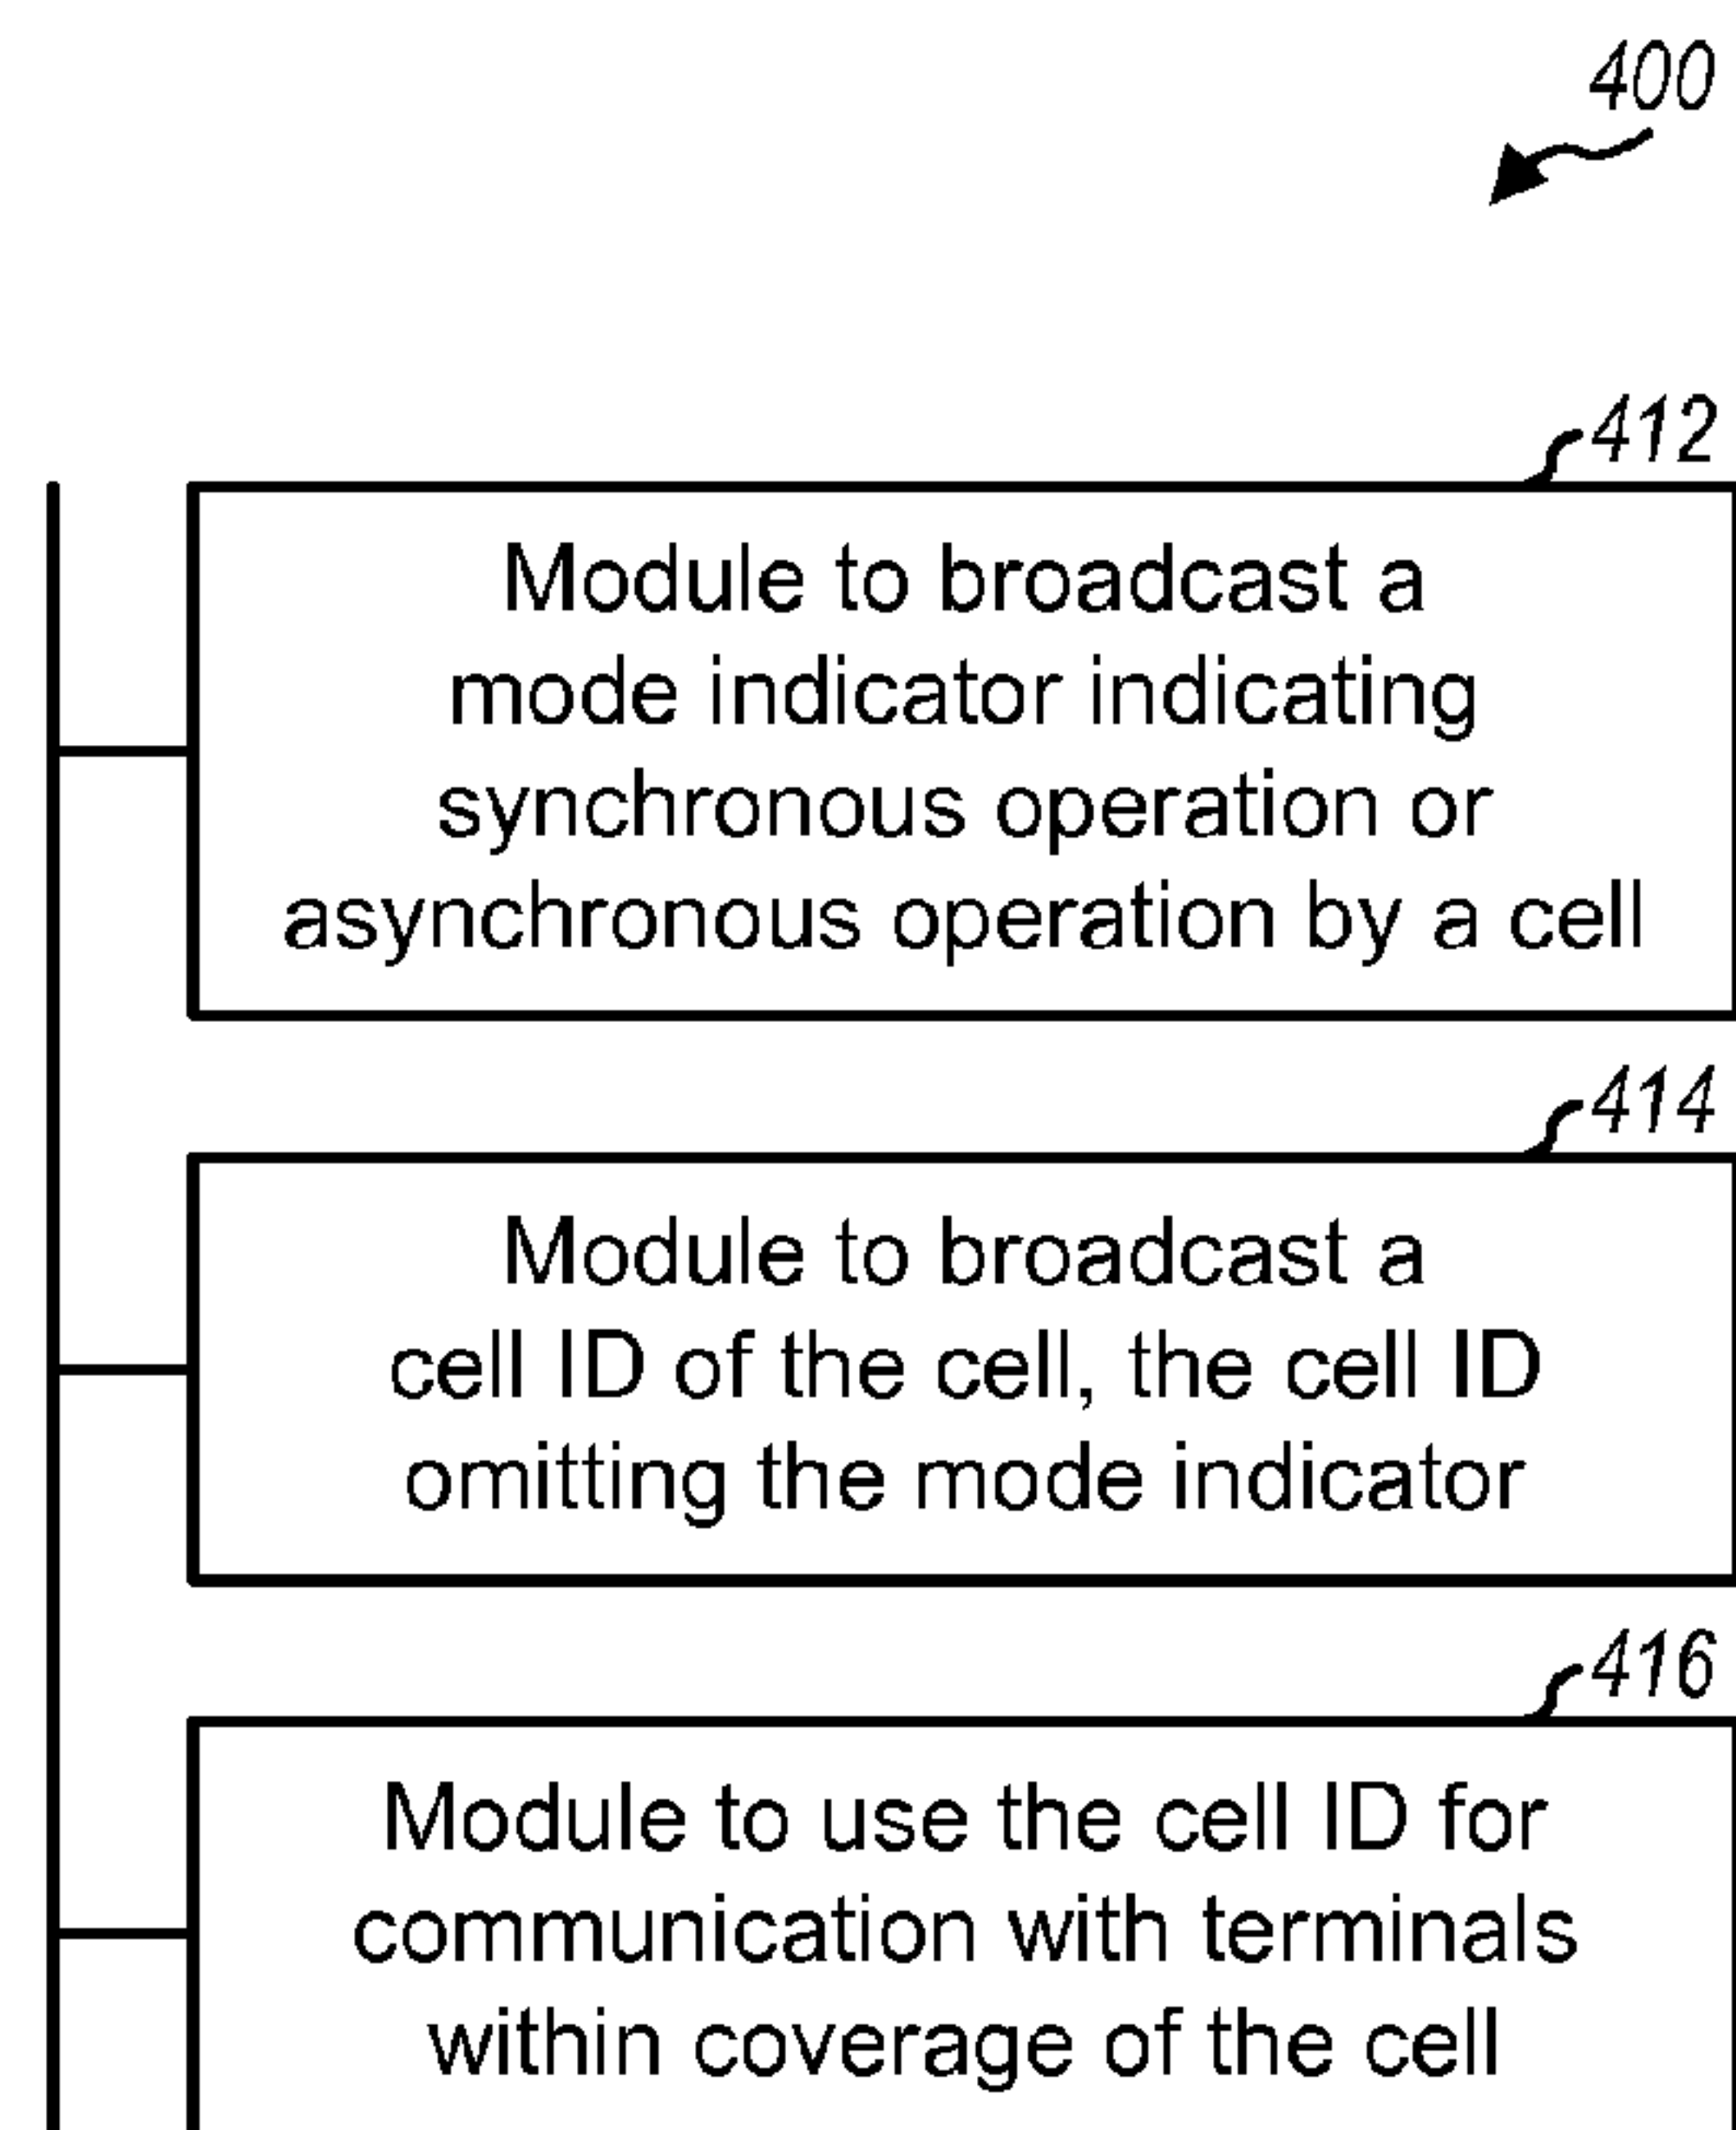 400
412
Module to broadcast a
mode indicator indicating
synchronous operation or
asynchronous operation by a cell
414
Module to broadcast a
cell ID of the cell, the cell ID
omitting the mode indicator
416
Module to use the cell ID for
communication with terminals
within coverage of the cell